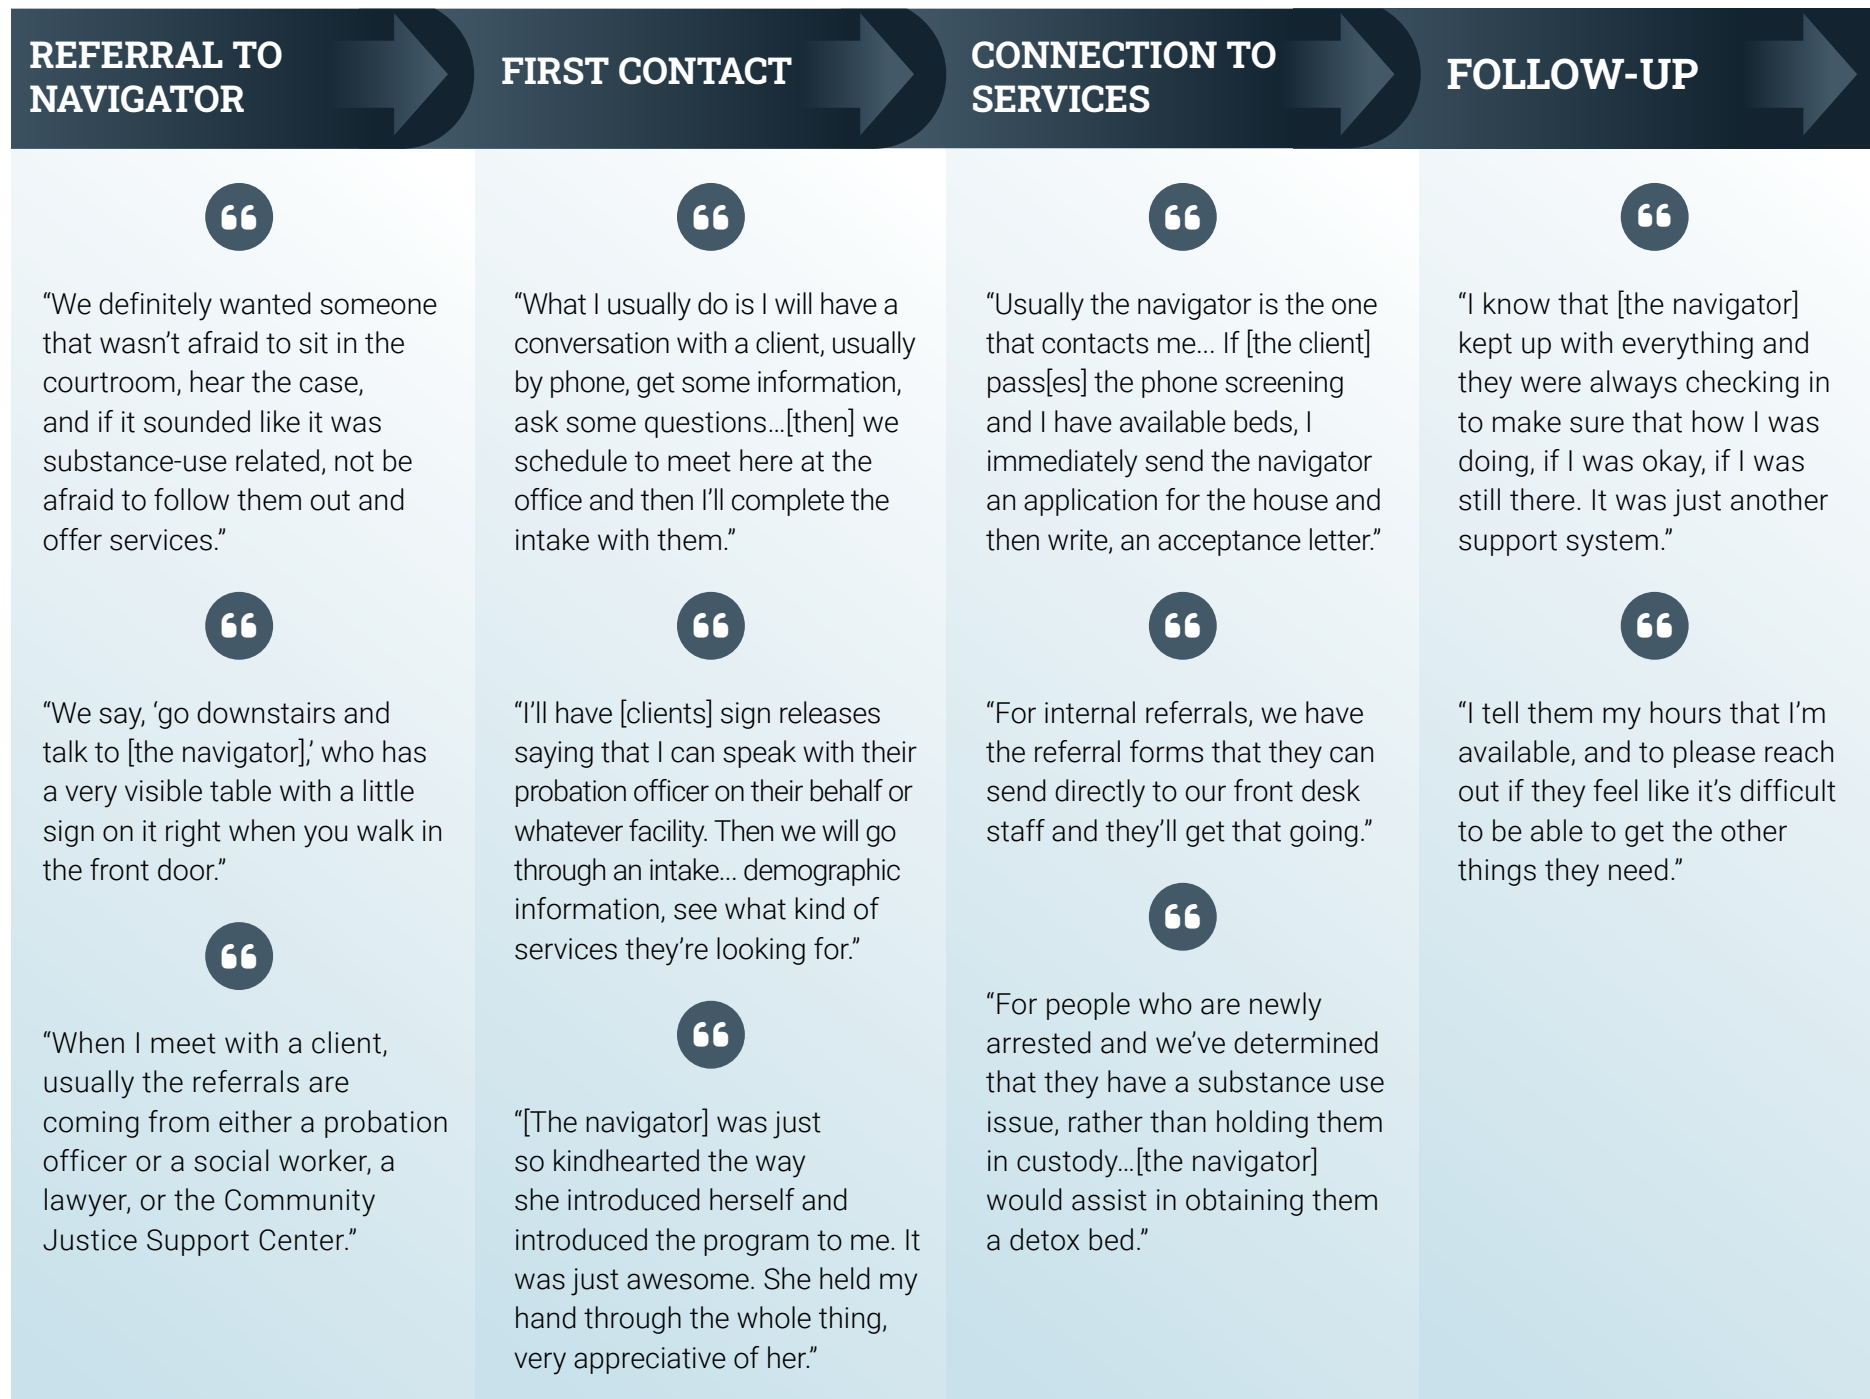 REFERRAL TO
NAVIGATOR
“We definitely wanted someone
that wasn’t afraid to sit in the
courtroom, hear the case,
and if it sounded like it was
substance-use related, not be
afraid to follow them out and
offer services.”
“We say, ‘go downstairs and
talk to [the navigator],’ who has
a very visible table with a little
sign on it right when you walk in
the front door.”
“When I meet with a client,
usually the referrals are
coming from either a probation
officer or a social worker, a
lawyer, or the Community
Justice Support Center.”
FIRST CONTACT
“What I usually do is I will have a
conversation with a client, usually
by phone, get some information,
ask some questions...[then] we
schedule to meet here at the
office and then I’ll complete the
intake with them.”
“I’ll have [clients] sign releases
saying that I can speak with their
probation officer on their behalf or
whatever facility. Then we will go
through an intake... demographic
information, see what kind of
services they’re looking for.”
“[The navigator] was just
so kindhearted the way
she introduced herself and
introduced the program to me. It
was just awesome. She held my
hand through the whole thing,
very appreciative of her.”
CONNECTION TO
SERVICES
“Usually the navigator is the one
that contacts me... If [the client]
pass[es] the phone screening
and I have available beds, I
immediately send the navigator
an application for the house and
then write, an acceptance letter.”
“For internal referrals, we have
the referral forms that they can
send directly to our front desk
staff and they’ll get that going.”
“For people who are newly
arrested and we’ve determined
that they have a substance use
issue, rather than holding them
in custody...[the navigator]
would assist in obtaining them
a detox bed.”
FOLLOW-UP
“I know that [the navigator]
kept up with everything and
they were always checking in
to make sure that how I was
doing, if I was okay, if I was
still there. It was just another
support system.”
“I tell them my hours that I’m
available, and to please reach
out if they feel like it’s difficult
to be able to get the other
things they need.”